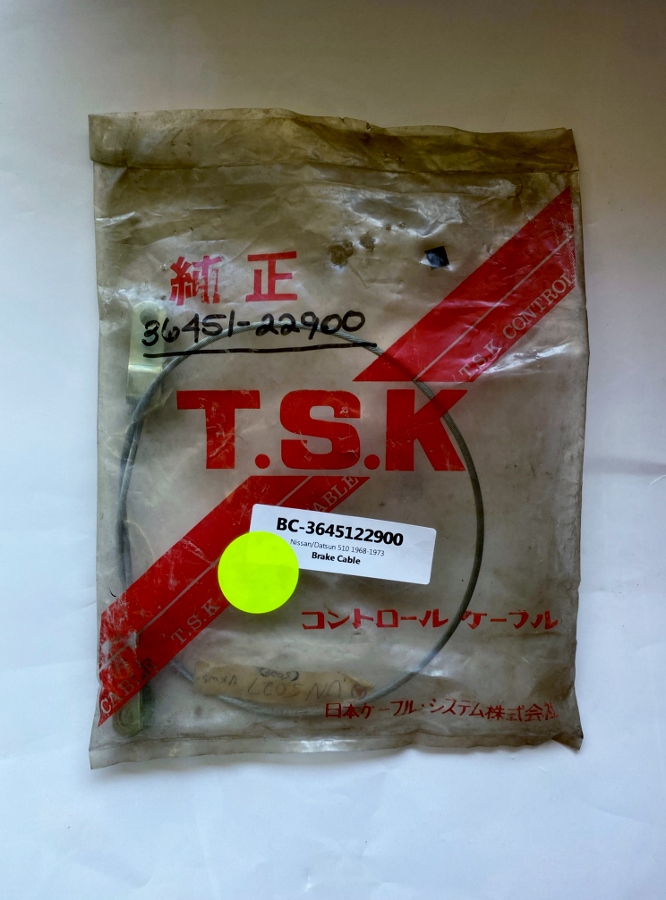 純正
36451-22900
T.S.K CONTROL
T.S.K
CABLE
BC-3645122900
Nissan/Datsun 510 1968-1973
Brake Cable
T.S.K
コントロール ケーブル
CABLE
日本ケーブル・システム株式会社